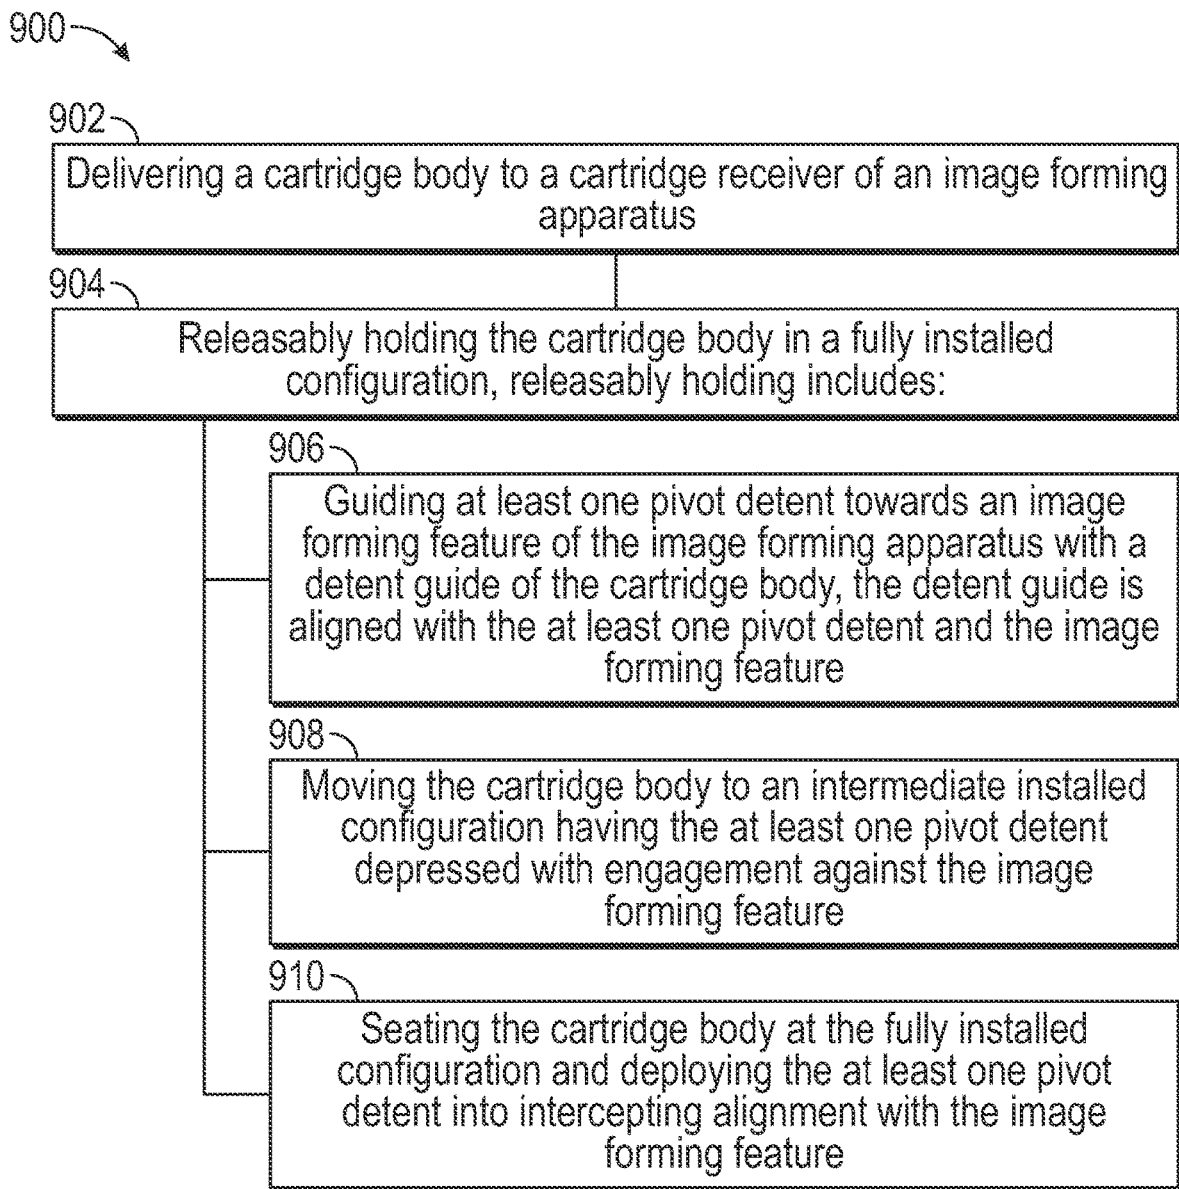 900
902
Delivering a cartridge body to a cartridge receiver of an image forming
apparatus
904
Releasably holding the cartridge body in a fully installed
configuration, releasably holding includes:
906
Guiding at least one pivot detent towards an image
forming feature of the image forming apparatus with a
detent guide of the cartridge body, the detent guide is
aligned with the at least one pivot detent and the image
forming feature
908
Moving the cartridge body to an intermediate installed
configuration having the at least one pivot detent
depressed with engagement against the image
forming feature
910
Seating the cartridge body at the fully installed
configuration and deploying the at least one pivot
detent into intercepting alignment with the image
forming feature